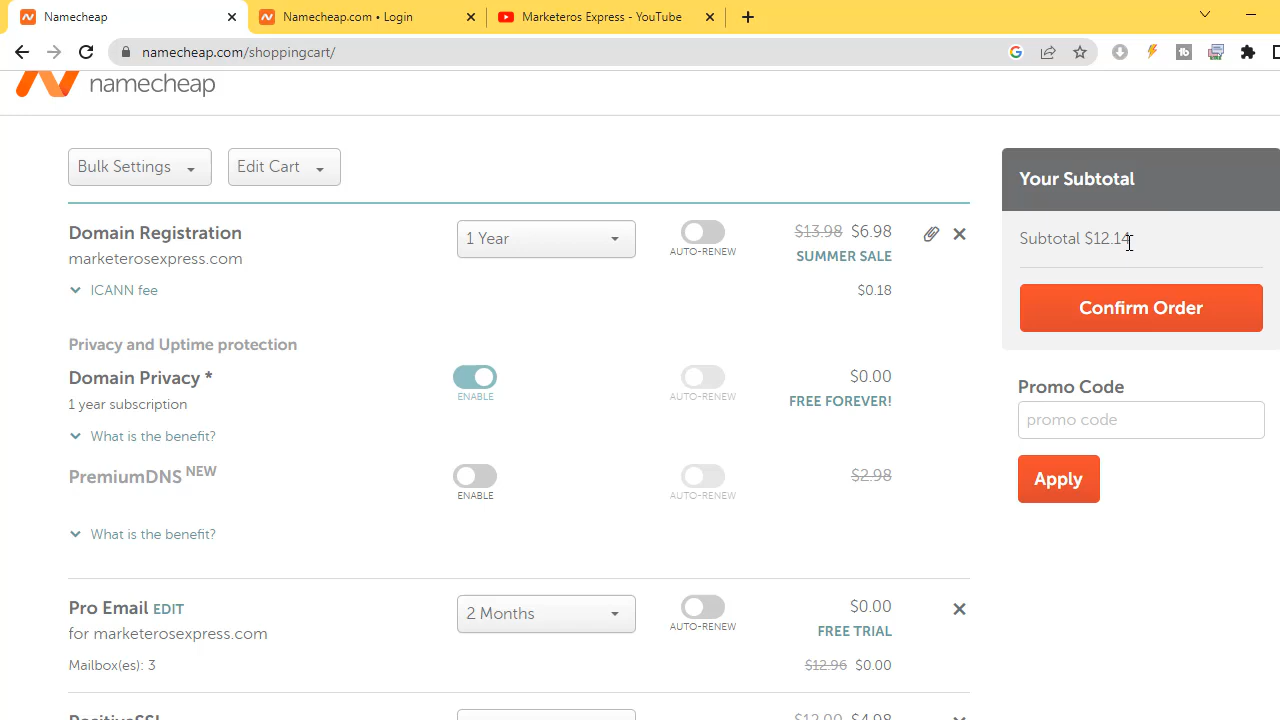 Namecheap
Namecheap.com • Login
Marketeros Express - YouTube
namecheap.com/shoppingcart/
namecheap
Bulk Settings
Edit Cart
Your Subtotal
Subtotal $12.14
Confirm Order
Promo Code
promo code
Apply
Domain Registration
1 Year
AUTO-RENEW
$13.98 $6.98
marketerosexpress.com
SUMMER SALE
ICANN fee
$0.18
Privacy and Uptime protection
Domain Privacy *
ENABLE
AUTO-RENEW
$0.00
1 year subscription
FREE FOREVER!
What is the benefit?
PremiumDNS NEW
ENABLE
AUTO-RENEW
$2.98
What is the benefit?
Pro Email EDIT
2 Months
AUTO-RENEW
$0.00
for marketerosexpress.com
FREE TRIAL
Mailbox(es): 3
$12.96 $0.00
PositiveSSL
$12.00 $4.98